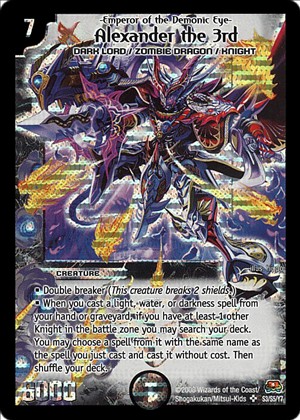 -Emperor of the Demonic Eye-
7
Alexander the 3rd
DARK LORD / ZOMBIE DRAGON / KNIGHT
CREATURE
■ Double breaker (This creature breaks 2 shields.)
■ When you cast a light, water, or darkness spell from
your hand or graveyard, if you have at least 1 other
Knight in the battle zone you may search your deck.
You may choose a spell from it with the same name as
the spell you just cast and cast it without cost. Then
shuffle your deck.
6000
©2008 Wizards of the Coast/
Shogakukan/Mitsui-Kids
S3/S5/Y7